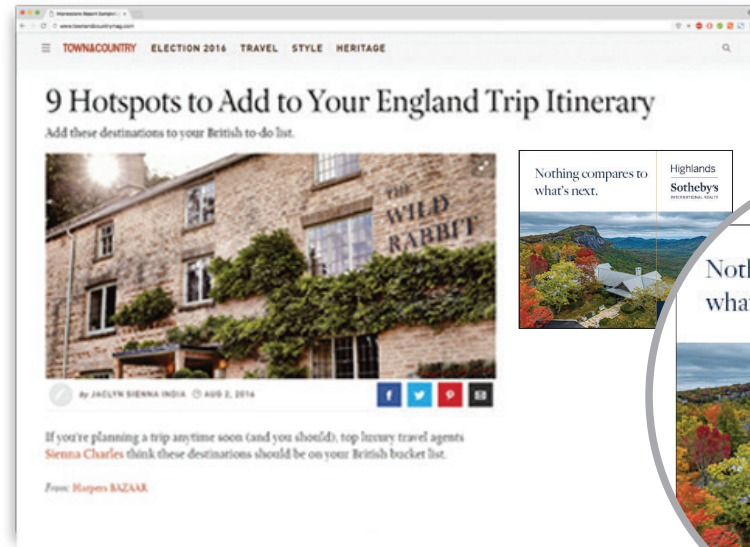 www.townandcountrymag.com
TOWN&COUNTRY ELECTION 2016 TRAVEL STYLE HERITAGE
9 Hotspots to Add to Your England Trip Itinerary
Add these destinations to your British to-do list.
THE
WILD
RABBIT
by JACLYN SIENNA INDIA AUG 2, 2016
If you're planning a trip anytime soon (and you should), top luxury travel agents
Sienna Charles think these destinations should be on your British bucket list.
From: Harpers BAZAAR
Nothing compares to
what's next.
Highlands
Sotheby's
INTERNATIONAL REALTY
Noth
what